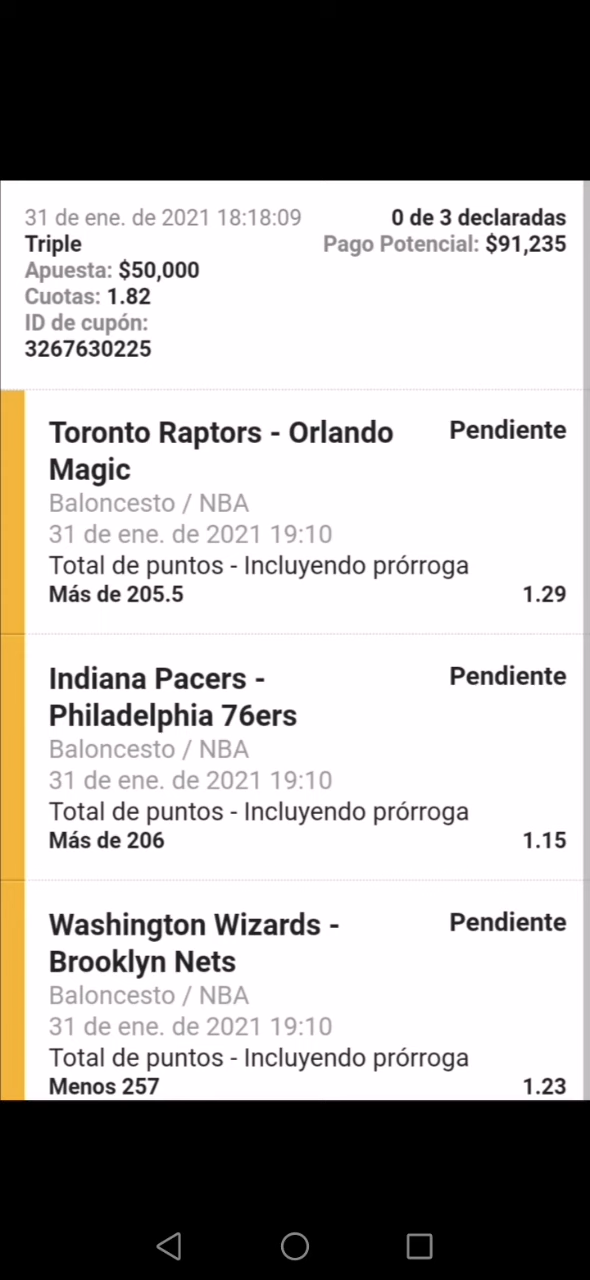 31 de ene. de 2021 18:18:09
0 de 3 declaradas
Triple
Pago Potencial: $91,235
Apuesta: $50,000
Cuotas: 1.82
ID de cupón:
3267630225
Toronto Raptors - Orlando
Magic
Pendiente
Baloncesto / NBA
31 de ene. de 2021 19:10
Total de puntos - Incluyendo prórroga
Más de 205.5
1.29
Indiana Pacers -
Philadelphia 76ers
Pendiente
Baloncesto / NBA
31 de ene. de 2021 19:10
Total de puntos - Incluyendo prórroga
Más de 206
1.15
Washington Wizards -
Brooklyn Nets
Pendiente
Baloncesto / NBA
31 de ene. de 2021 19:10
Total de puntos - Incluyendo prórroga
Menos 257
1.23